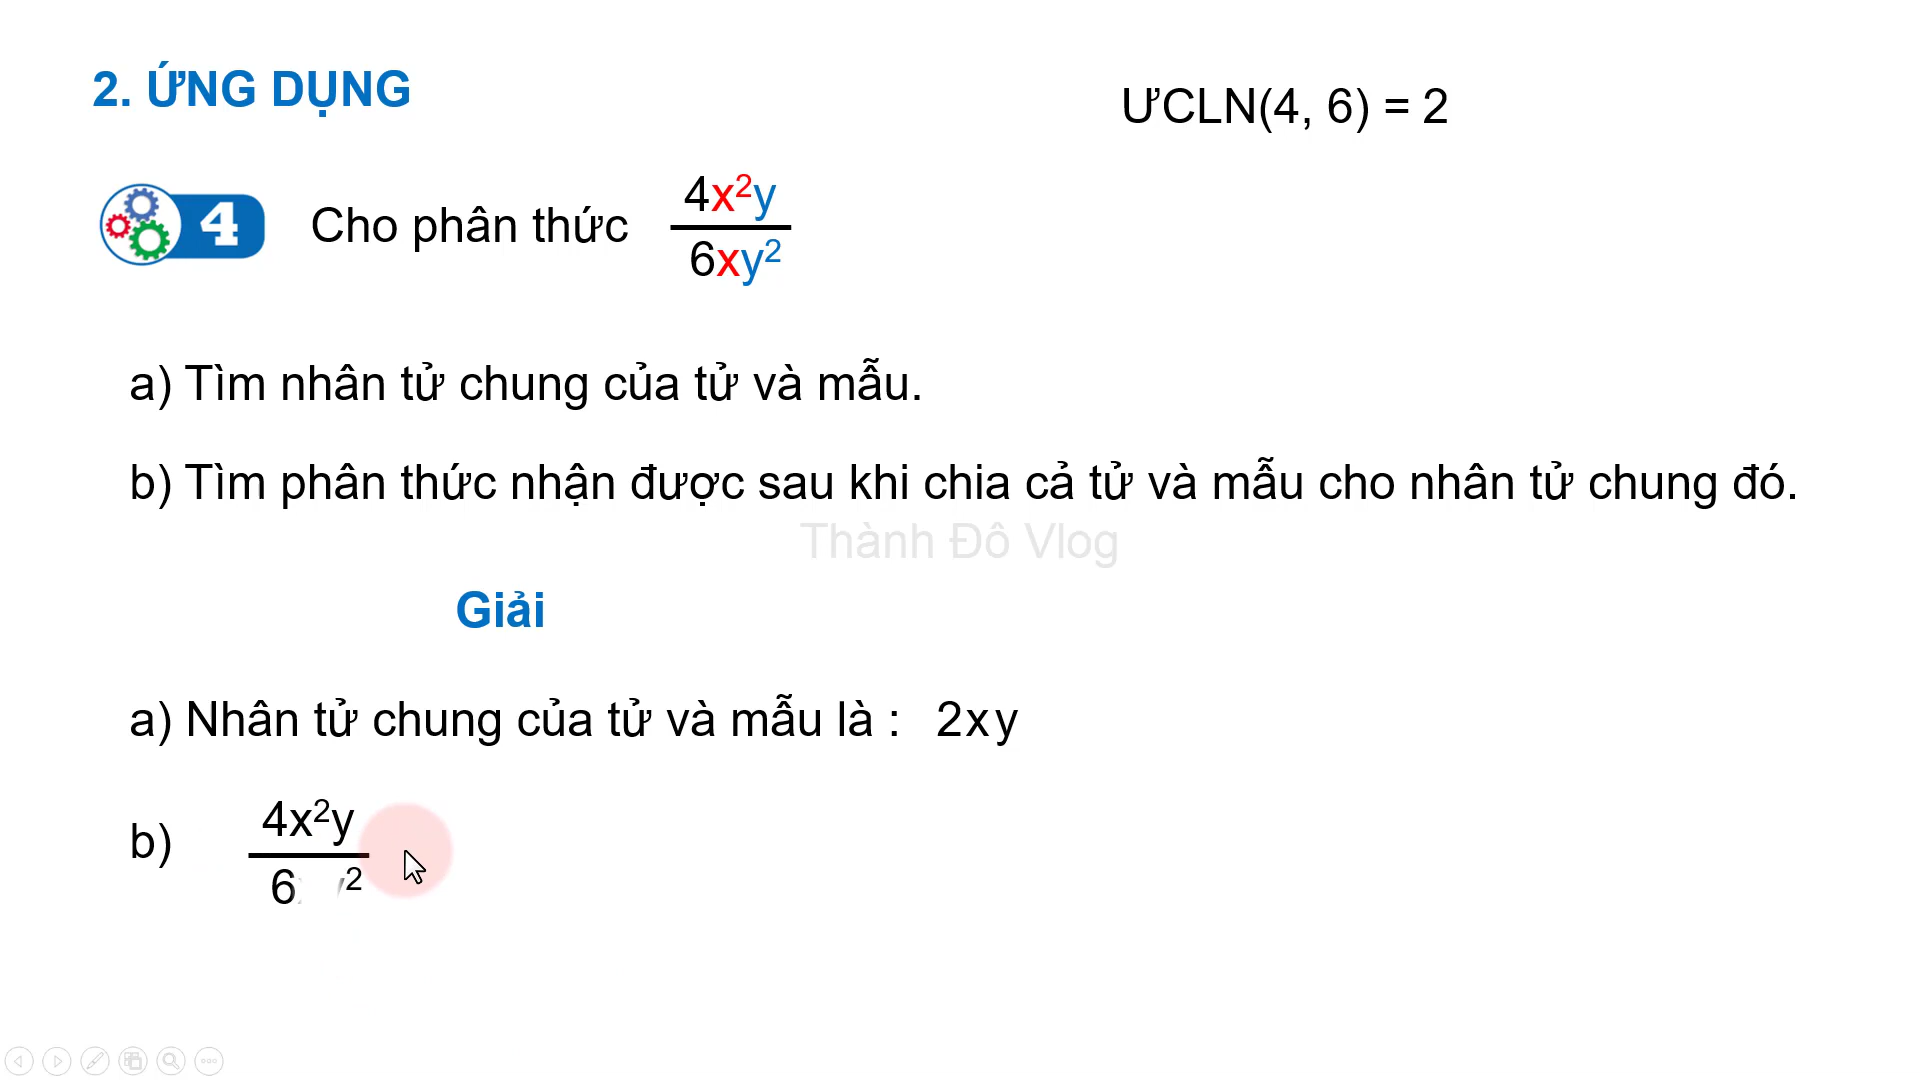 2. ỨNG DỤNG
ƯCLN(4, 6) = 2
4 Cho phân thức 4x²y / 6xy²
a) Tìm nhân tử chung của tử và mẫu.
b) Tìm phân thức nhận được sau khi chia cả tử và mẫu cho nhân tử chung đó.
Thành Đô Vlog
Giải
a) Nhân tử chung của tử và mẫu là : 2xy
b) 4x²y / 6 ²